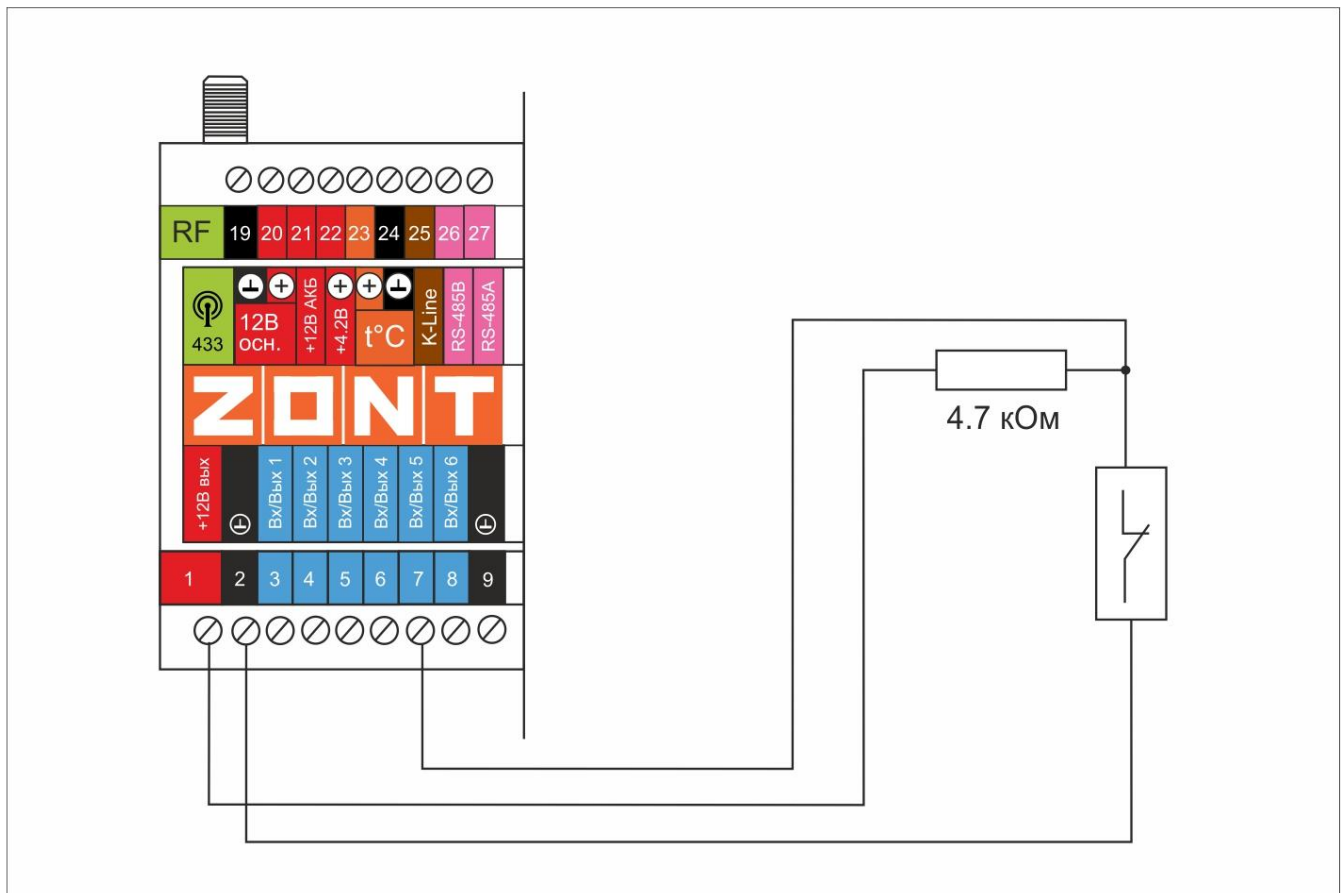 RF 19 20 21 22 23 24 25 26 27
433
12В
осн.
+12В АКБ
+4.2В
t°C
K-Line
RS-485B
RS-485A
ZONT
4.7 кОм
+12В вых
Вх/Вых 1
Вх/Вых 2
Вх/Вых 3
Вх/Вых 4
Вх/Вых 5
Вх/Вых 6
1 2 3 4 5 6 7 8 9